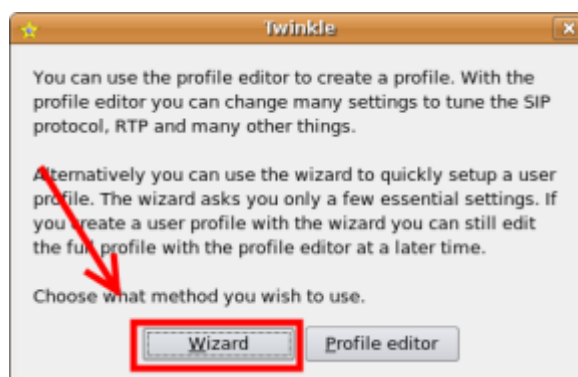 Twinkle
You can use the profile editor to create a profile. With the
profile editor you can change many settings to tune the SIP
protocol, RTP and many other things.
Alternatively you can use the wizard to quickly setup a user
profile. The wizard asks you only a few essential settings. If
you create a user profile with the wizard you can still edit
the full profile with the profile editor at a later time.
Choose what method you wish to use.
Wizard
Profile editor